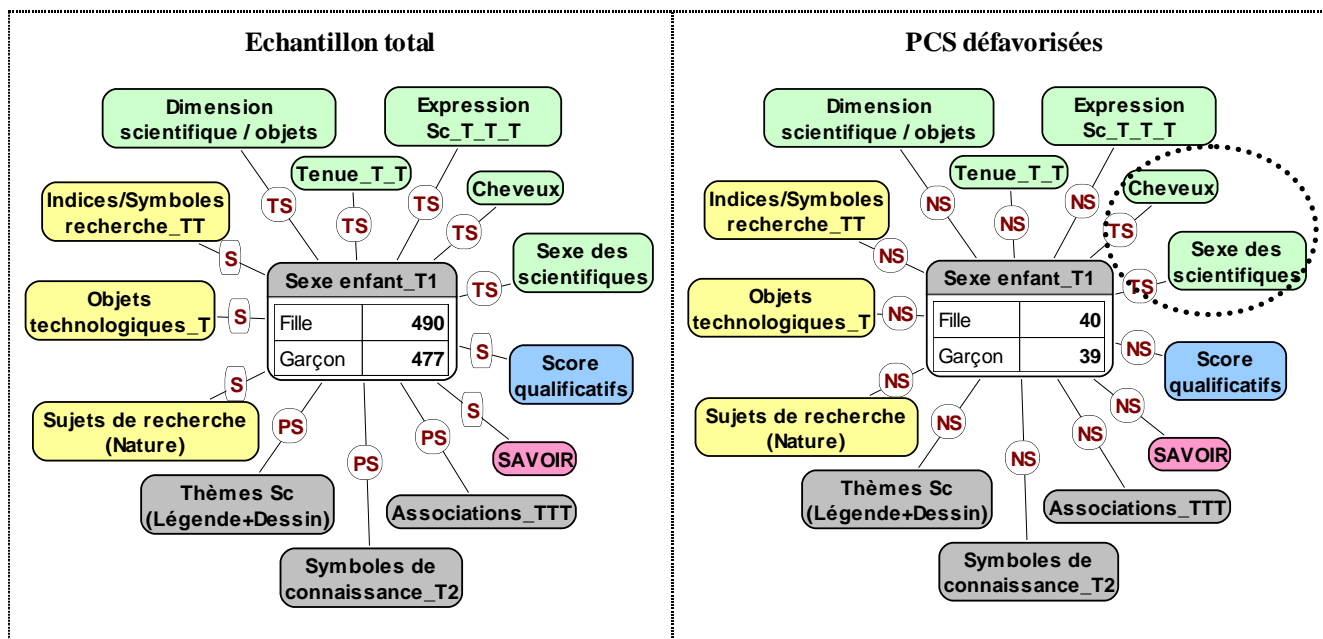 Echantillon total
Dimension
scientifique / objets
Expression
Sc_T_T_T
Tenue_T_T
Cheveux
Indices/Symboles
recherche_TT
Sexe des
scientifiques
Objets
technologiques_T
Score
qualificatifs
Sujets de recherche
(Nature)
SAVOIR
Thèmes Sc
(Légende+Dessin)
Associations_TTT
Symboles de
connaissance_T2
TS
TS
TS
TS
TS
S
S
S
S
S
PS
PS
PS
Sexe enfant_T1
Fille 490
Garçon 477
PCS défavorisées
Dimension
scientifique / objets
Expression
Sc_T_T_T
Tenue_T_T
Cheveux
Indices/Symboles
recherche_TT
Sexe des
scientifiques
Objets
technologiques_T
Score
qualificatifs
Sujets de recherche
(Nature)
SAVOIR
Thèmes Sc
(Légende+Dessin)
Associations_TTT
Symboles de
connaissance_T2
NS
NS
NS
TS
TS
NS
NS
NS
NS
NS
NS
NS
NS
Sexe enfant_T1
Fille 40
Garçon 39